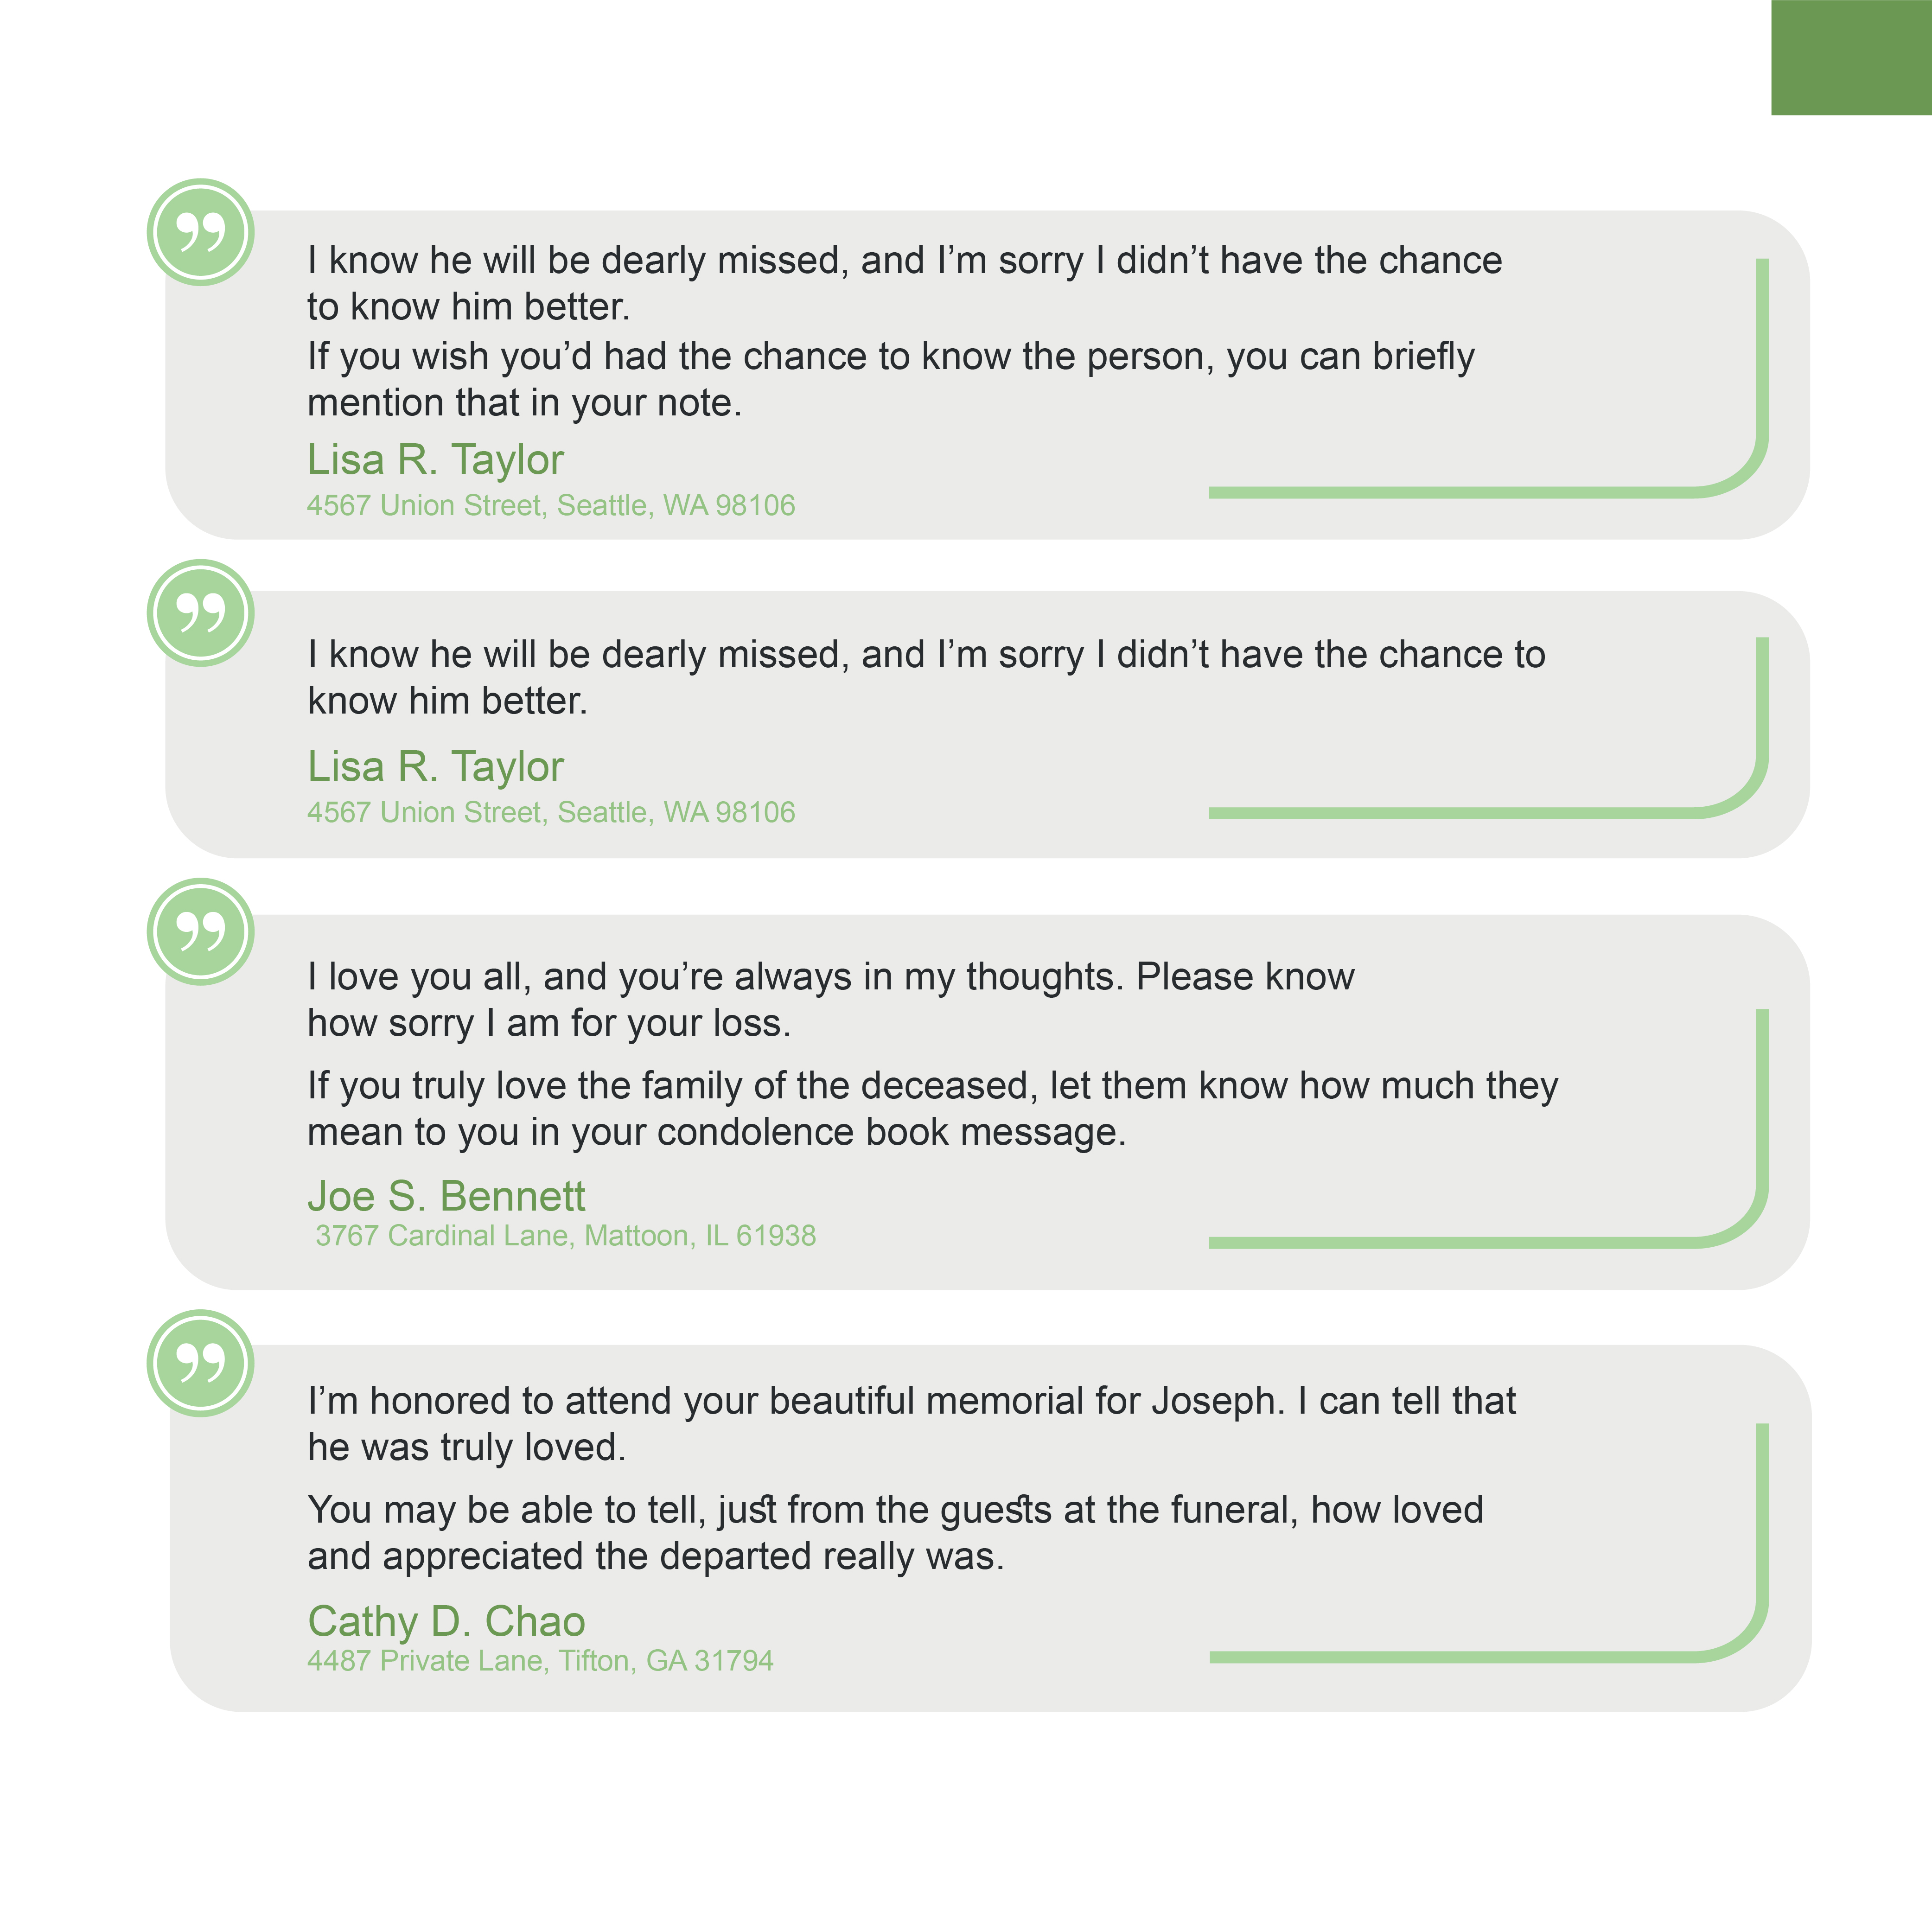 I know he will be dearly missed, and I’m sorry I didn’t have the chance
to know him better.
If you wish you’d had the chance to know the person, you can briefly
mention that in your note.
Lisa R. Taylor
4567 Union Street, Seattle, WA 98106
I know he will be dearly missed, and I’m sorry I didn’t have the chance to
know him better.
Lisa R. Taylor
4567 Union Street, Seattle, WA 98106
I love you all, and you’re always in my thoughts. Please know
how sorry I am for your loss.
If you truly love the family of the deceased, let them know how much they
mean to you in your condolence book message.
Joe S. Bennett
3767 Cardinal Lane, Mattoon, IL 61938
I’m honored to attend your beautiful memorial for Joseph. I can tell that
he was truly loved.
You may be able to tell, just from the guests at the funeral, how loved
and appreciated the departed really was.
Cathy D. Chao
4487 Private Lane, Tifton, GA 31794